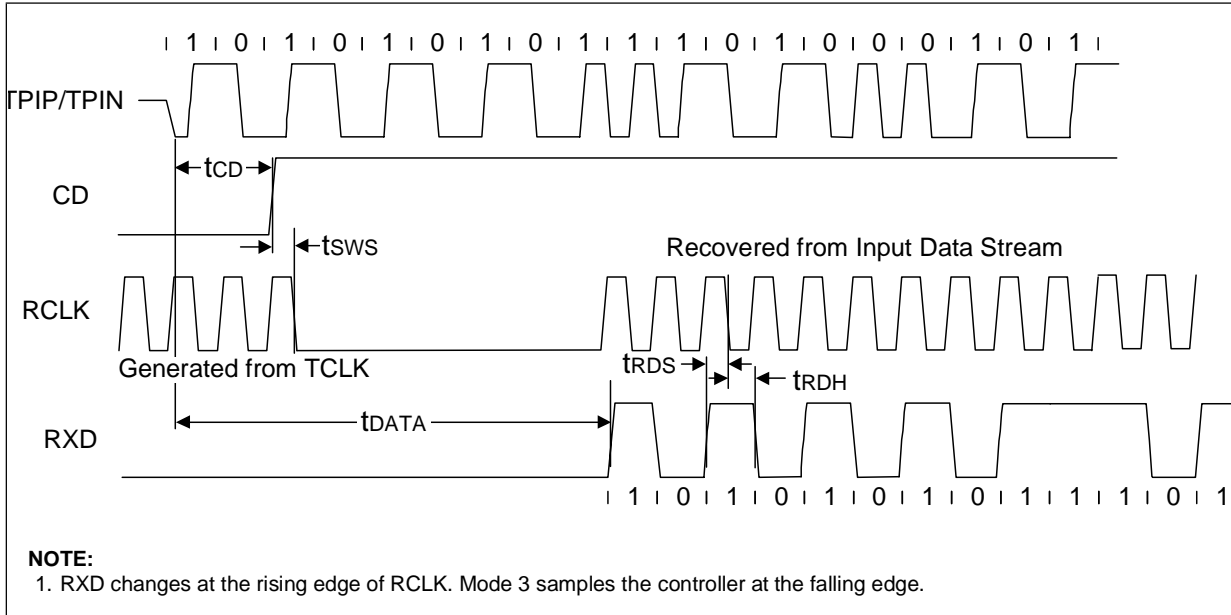 1 0 1 0 1 0 1 0 1 1 1 0 1 0 0 0 1 0 1
TPIP/TPIN
tCD
CD
tSWS
Recovered from Input Data Stream
RCLK
Generated from TCLK
tRDS
tRDH
tDATA
RXD
1 0 1 0 1 0 1 0 1 1 1 0 1
NOTE:
1. RXD changes at the rising edge of RCLK. Mode 3 samples the controller at the falling edge.